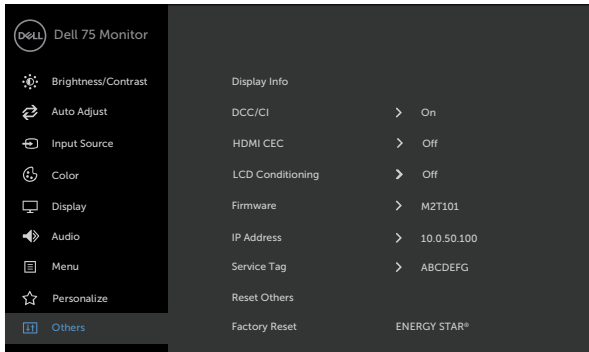 DELL Dell 75 Monitor
Brightness/Contrast Display Info
Auto Adjust DCC/CI On
Input Source HDMI CEC Off
Color LCD Conditioning Off
Display Firmware M2T101
Audio IP Address 10.0.50.100
Menu Service Tag ABCDEFG
Personalize Reset Others
Others Factory Reset ENERGY STAR®